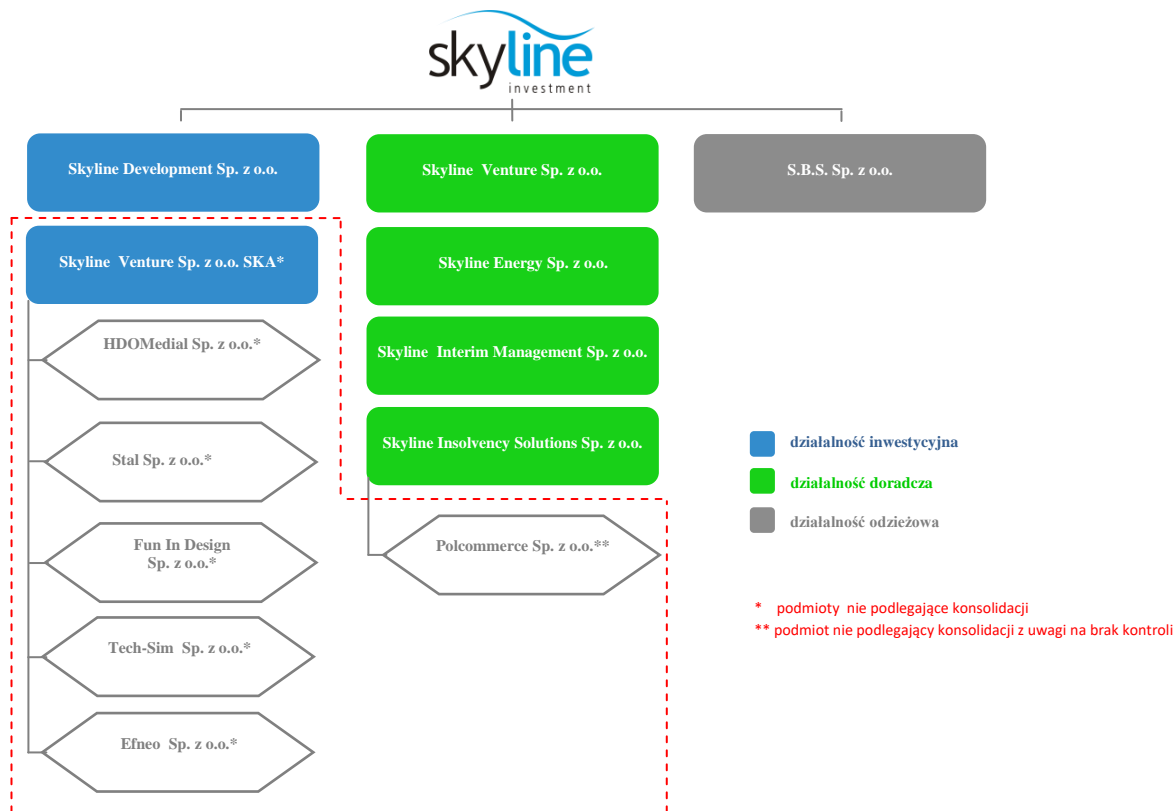 skyline
investment
Skyline Development Sp. z o.o.
Skyline Venture Sp. z o.o.
S.B.S. Sp. z o.o.
Skyline Venture Sp. z o.o. SKA*
HDOMedial Sp. z o.o.*
Stal Sp. z o.o.*
Fun In Design
Sp. z o.o.*
Tech-Sim Sp. z o.o.*
Efneo Sp. z o.o.*
Skyline Energy Sp. z o.o.
Skyline Interim Management Sp. z o.o.
Skyline Insolvency Solutions Sp. z o.o.
Polcommerce Sp. z o.o.**
działalność inwestycyjna
działalność doradcza
działalność odzieżowa
* podmioty nie podlegające konsolidacji
** podmiot nie podlegający konsolidacji z uwagi na brak kontroli